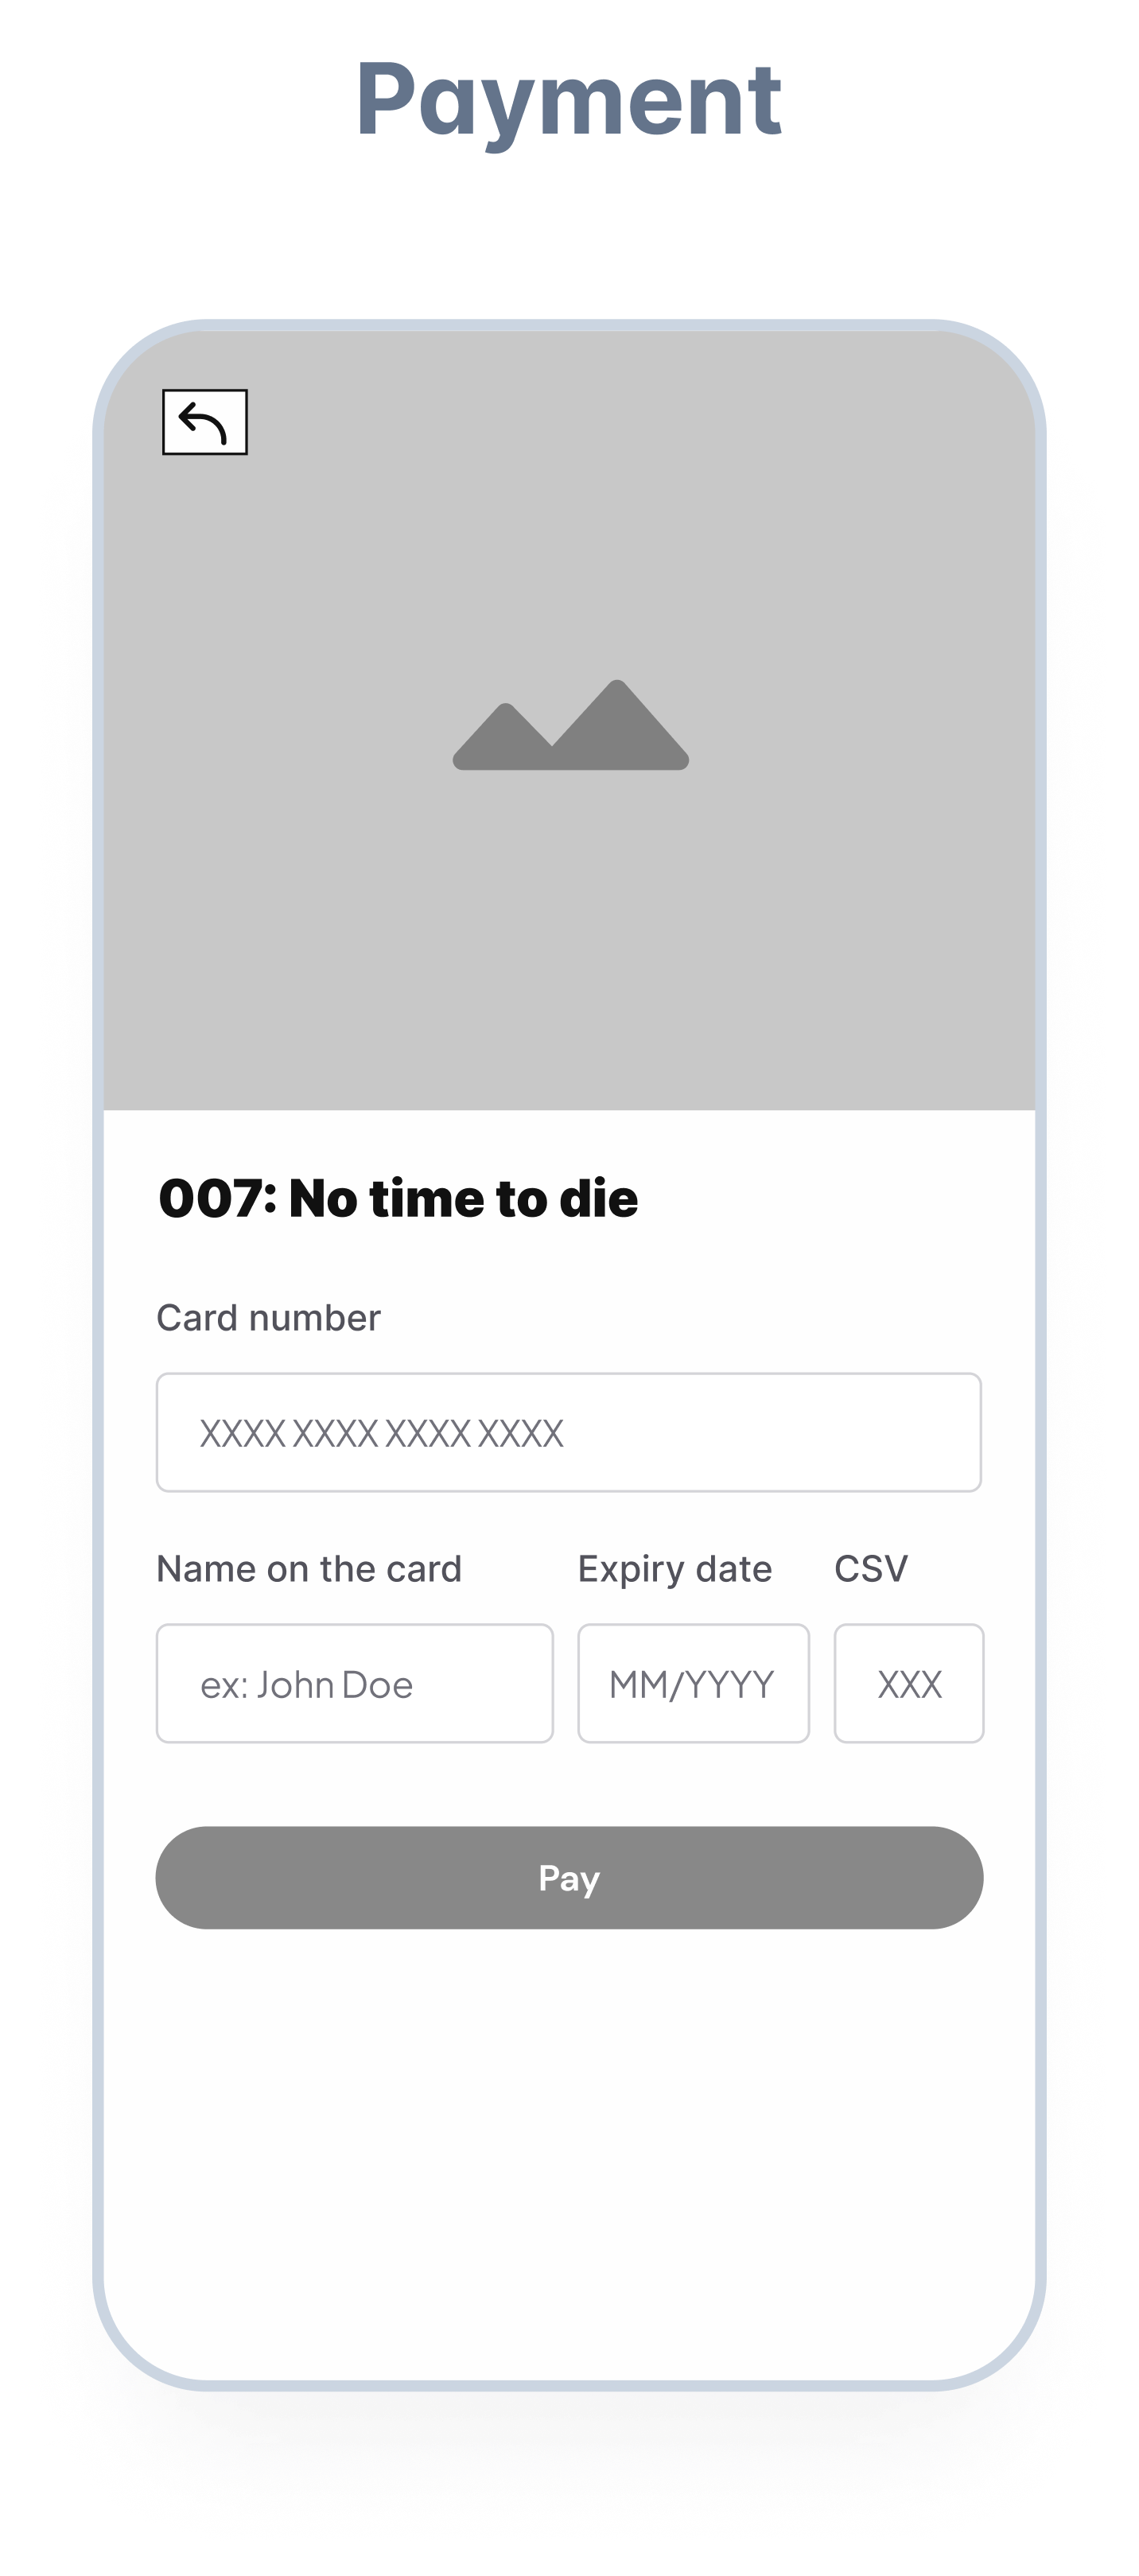 Payment
007: No time to die
Card number
XXXX XXXX XXXX XXXX
Name on the card Expiry date CSV
ex: John Doe MM/YYYY XXX
Pay